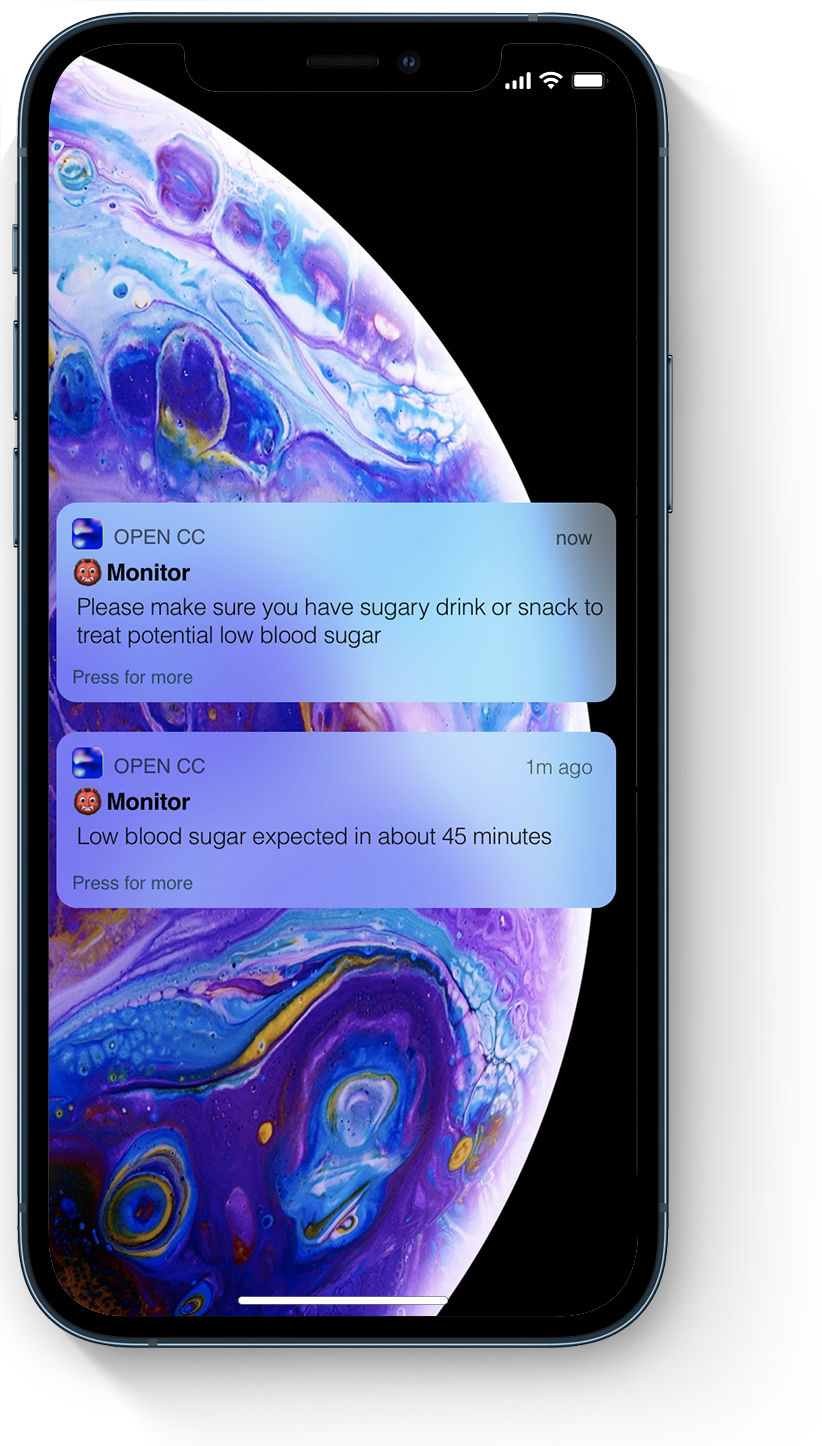 OPEN CC
now
👹 Monitor
Please make sure you have sugary drink or snack to
treat potential low blood sugar
Press for more
OPEN CC
1m ago
👹 Monitor
Low blood sugar expected in about 45 minutes
Press for more